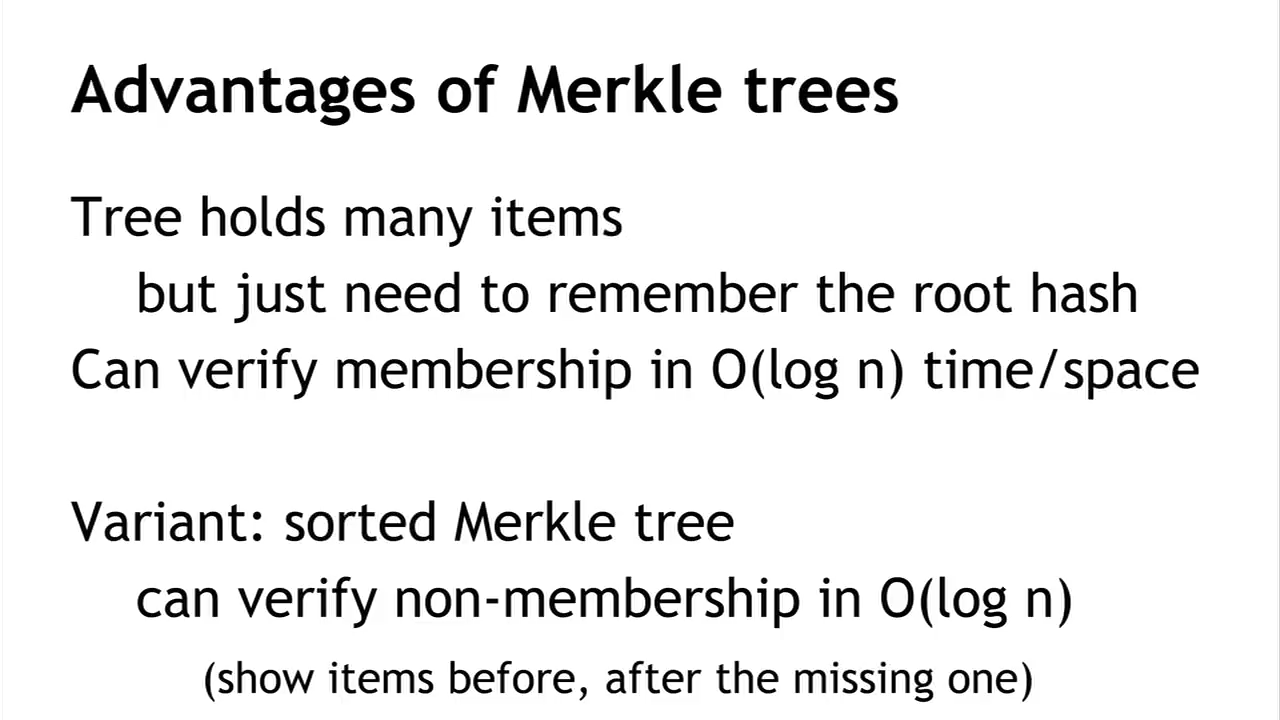 Advantages of Merkle trees
Tree holds many items
but just need to remember the root hash
Can verify membership in O(log n) time/space
Variant: sorted Merkle tree
can verify non-membership in O(log n)
(show items before, after the missing one)